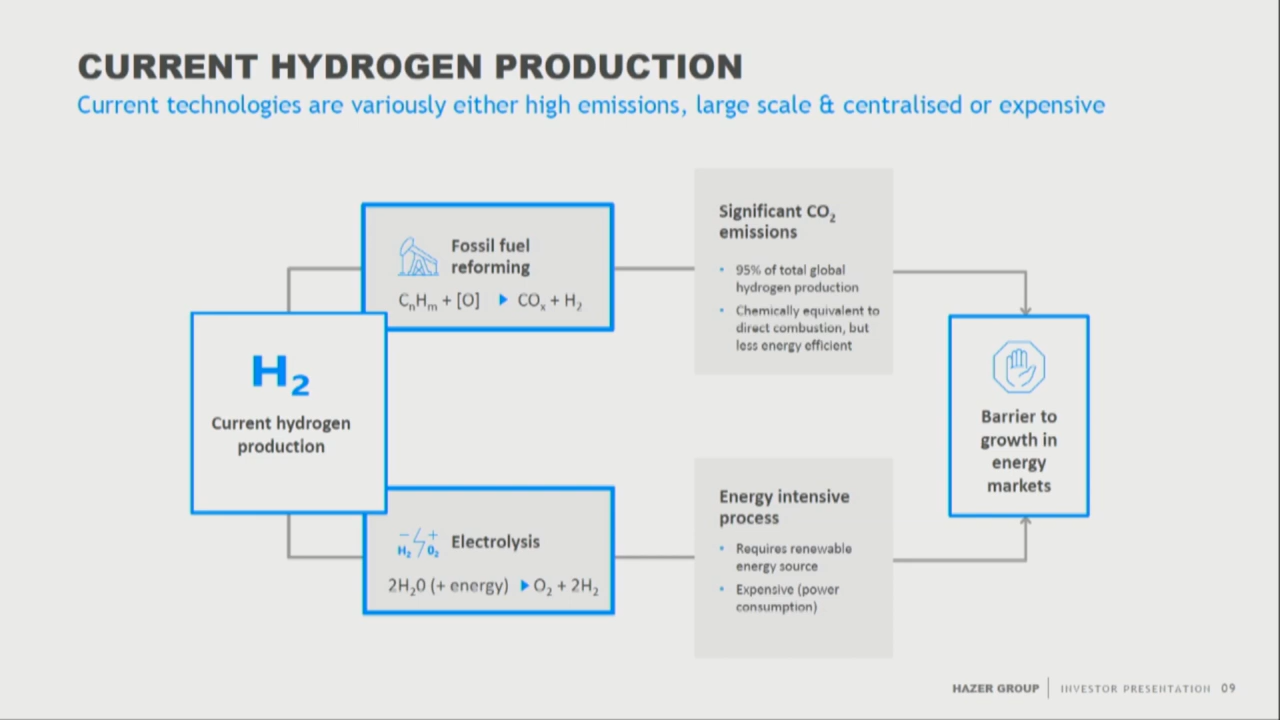 CURRENT HYDROGEN PRODUCTION
Current technologies are variously either high emissions, large scale & centralised or expensive
H₂
Current hydrogen
production
Fossil fuel
reforming
CₙHₘ + [O] ▶ COₓ + H₂
Significant CO₂
emissions
• 95% of total global
hydrogen production
• Chemically equivalent to
direct combustion, but
less energy efficient
− +
H₂ O₂
Electrolysis
2H₂0 (+ energy) ▶ O₂ + 2H₂
Energy intensive
process
• Requires renewable
energy source
• Expensive (power
consumption)
Barrier to
growth in
energy
markets
HAZER GROUP | INVESTOR PRESENTATION 09